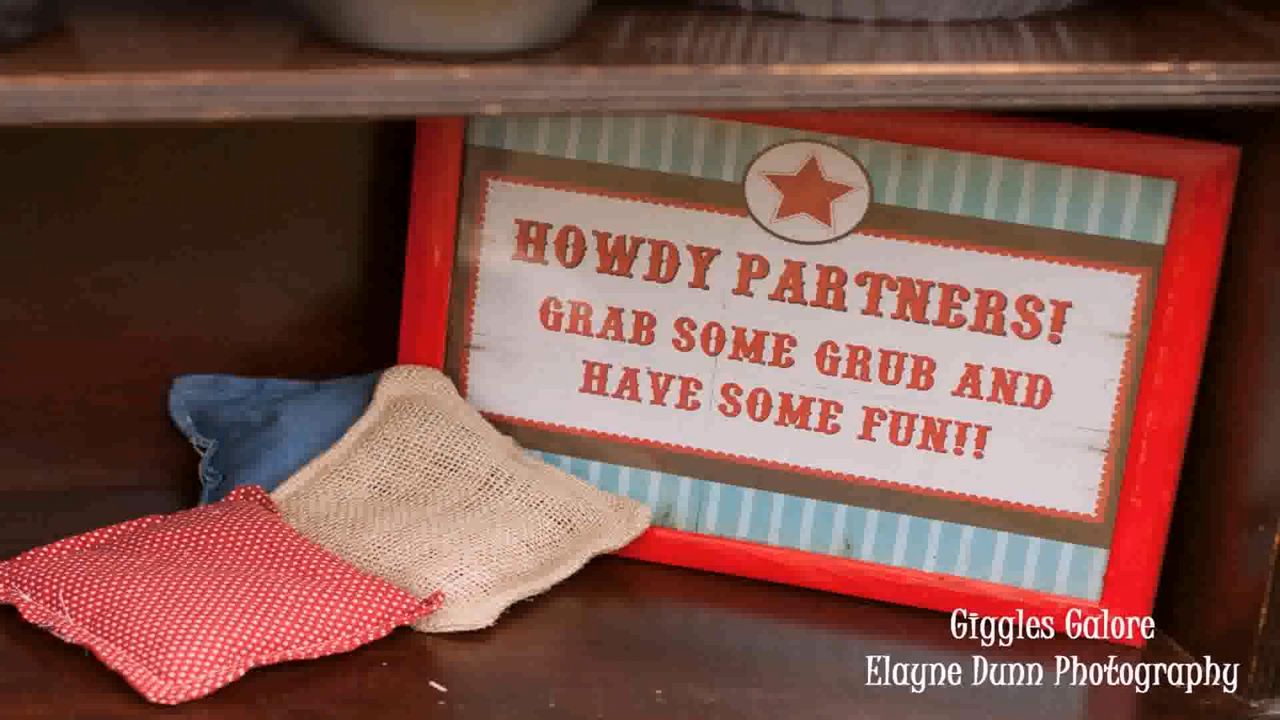 HOWDY PARTNERS!
GRAB SOME GRUB AND
HAVE SOME FUN!!
Giggles Galore
Elayne Dunn Photography